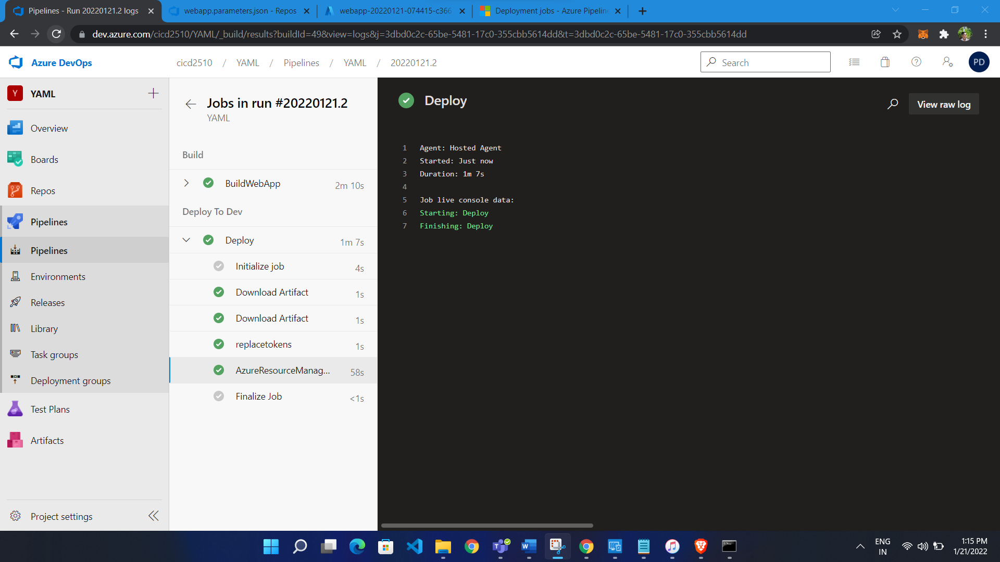 Pipelines - Run 20220121.2 logs
webapp.parameters.json - Repos
webapp-20220121-074415-c366
Deployment jobs - Azure Pipeline
dev.azure.com/cicd2510/YAML/_build/results?buildId=49&view=logs&j=3dbd0c2c-65be-5481-17c0-355cbb5614dd&t=3dbd0c2c-65be-5481-17c0-355cbb5614dd
Azure DevOps
cicd2510 / YAML / Pipelines / YAML / 20220121.2
Search
PD
Y YAML
Overview
Boards
Repos
Pipelines
Pipelines
Environments
Releases
Library
Task groups
Deployment groups
Test Plans
Artifacts
Project settings
Jobs in run #20220121.2
YAML
Build
BuildWebApp 2m 10s
Deploy To Dev
Deploy 1m 7s
Initialize job 4s
Download Artifact 1s
Download Artifact 1s
replacetokens 1s
AzureResourceManag... 58s
Finalize Job <1s
Deploy
View raw log
1 Agent: Hosted Agent
2 Started: Just now
3 Duration: 1m 7s
4
5 Job live console data:
6 Starting: Deploy
7 Finishing: Deploy
ENG
IN
1:15 PM
1/21/2022